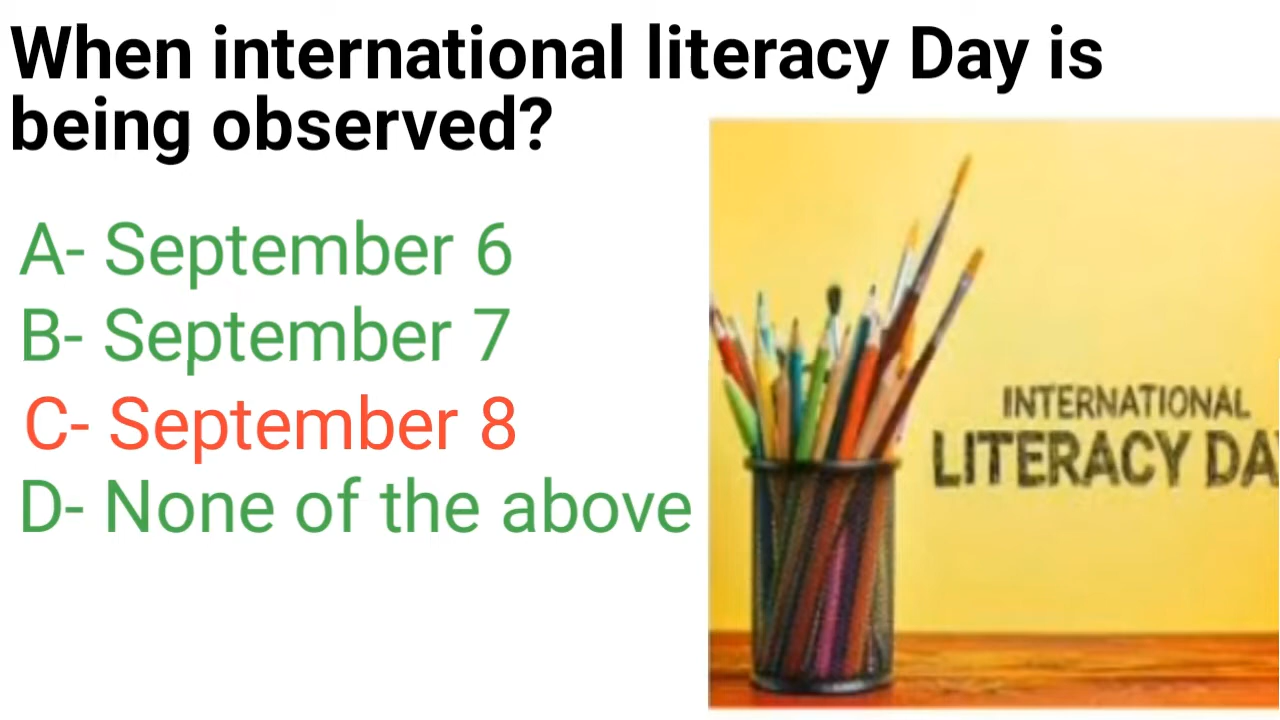 When international literacy Day is
being observed?
A- September 6
B- September 7
C- September 8
D- None of the above
INTERNATIONAL
LITERACY DA